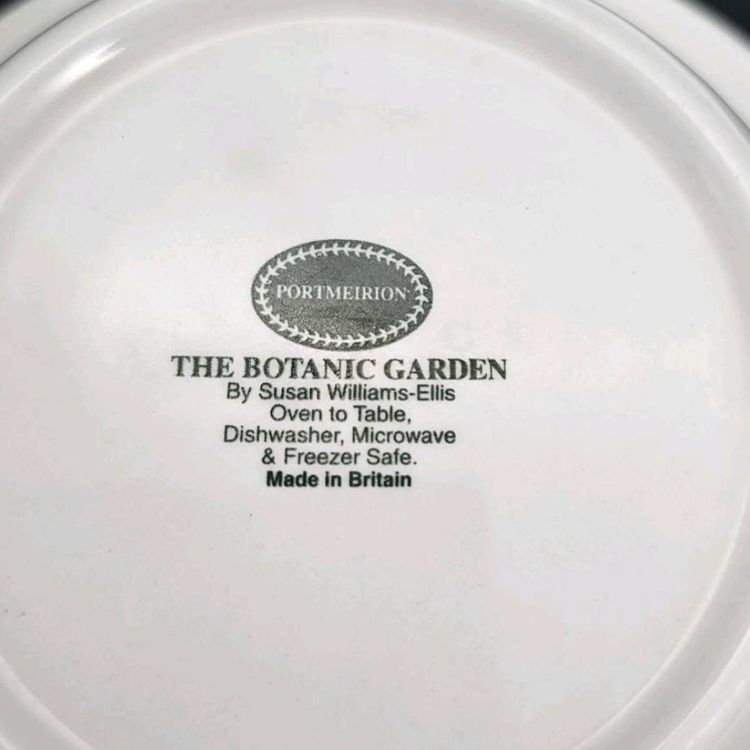 PORTMEIRION
THE BOTANIC GARDEN
By Susan Williams-Ellis
Oven to Table,
Dishwasher, Microwave
& Freezer Safe.
Made in Britain